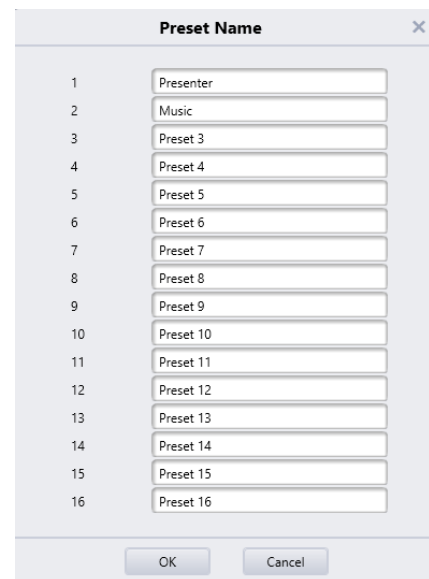 Preset Name
1 Presenter
2 Music
3 Preset 3
4 Preset 4
5 Preset 5
6 Preset 6
7 Preset 7
8 Preset 8
9 Preset 9
10 Preset 10
11 Preset 11
12 Preset 12
13 Preset 13
14 Preset 14
15 Preset 15
16 Preset 16
OK Cancel